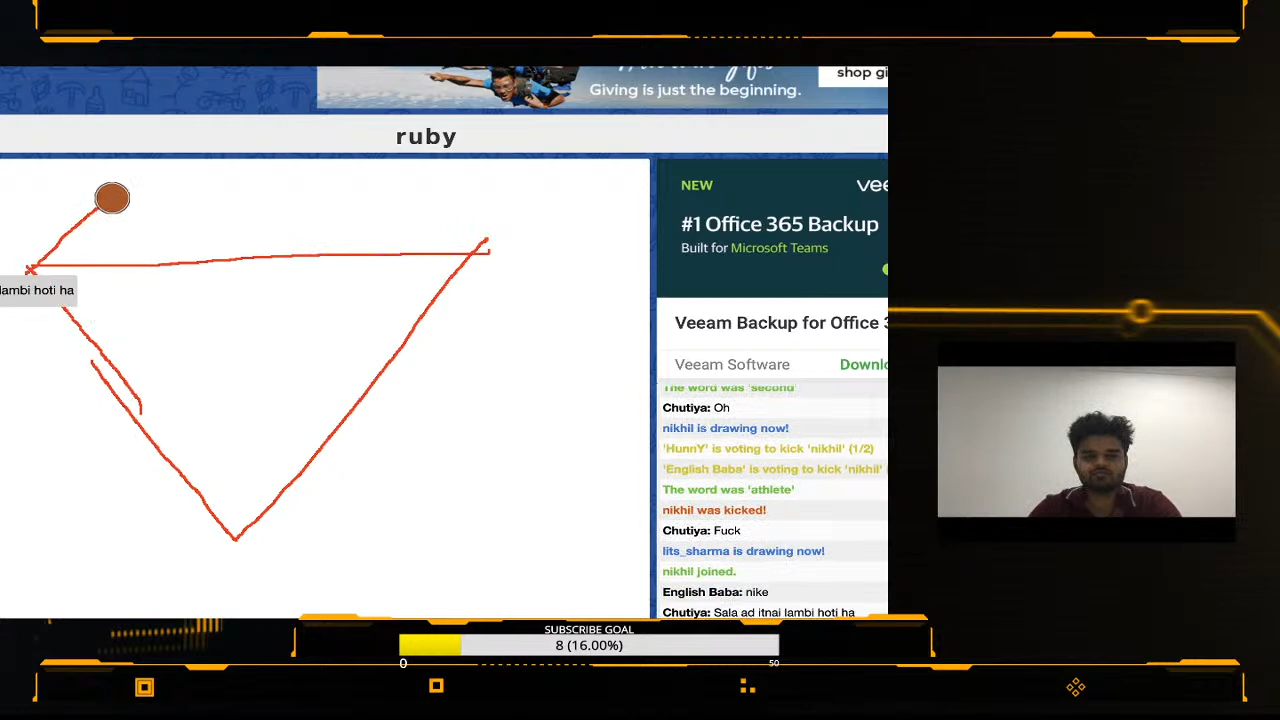 Giving is just the beginning.
shop gi
ruby
lambi hoti ha
NEW
vee
#1 Office 365 Backup
Built for Microsoft Teams
Veeam Backup for Office 3
Veeam Software
Downlo
The word was 'second'
Chutiya: Oh
nikhil is drawing now!
'HunnY' is voting to kick 'nikhil' (1/2)
'English Baba' is voting to kick 'nikhil'
The word was 'athlete'
nikhil was kicked!
Chutiya: Fuck
lits_sharma is drawing now!
nikhil joined.
English Baba: nike
Chutiya: Sala ad itnai lambi hoti ha
SUBSCRIBE GOAL
8 (16.00%)
0
50